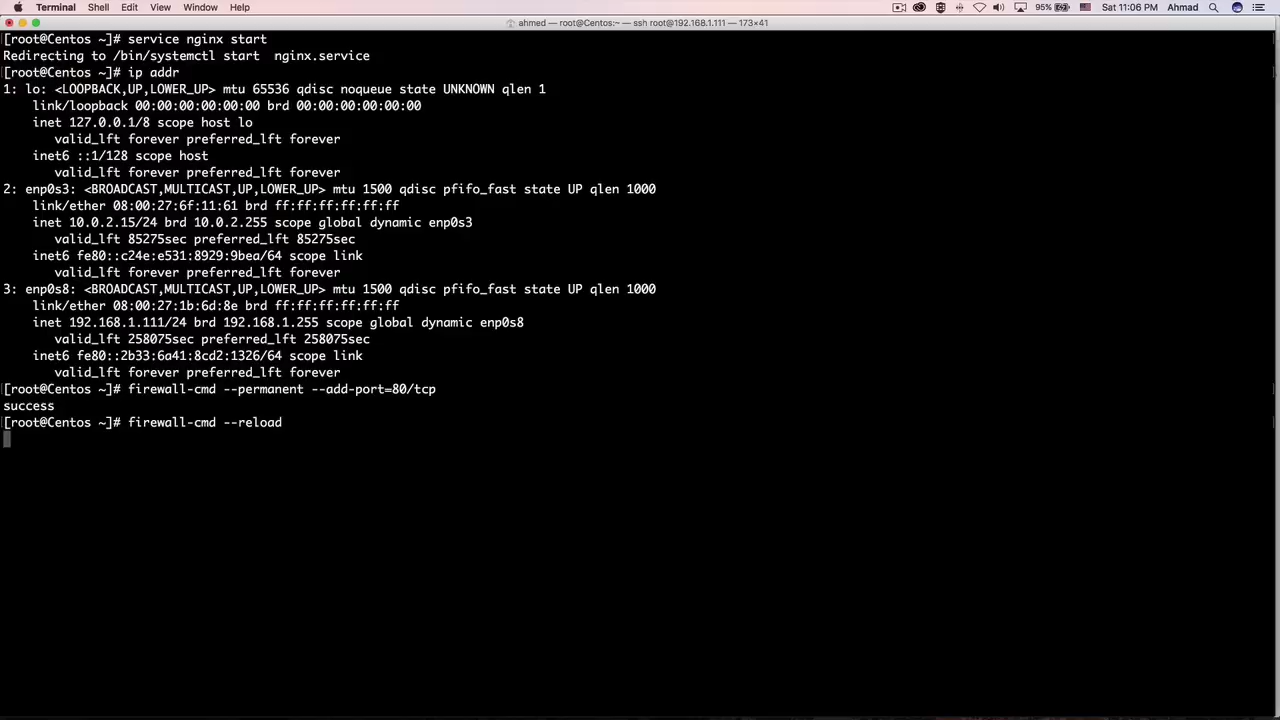 Terminal Shell Edit View Window Help 95% Sat 11:06 PM Ahmad
ahmed — root@Centos:~ — ssh root@192.168.1.111 — 173×41
[root@Centos ~]# service nginx start
Redirecting to /bin/systemctl start  nginx.service
[root@Centos ~]# ip addr
1: lo: <LOOPBACK,UP,LOWER_UP> mtu 65536 qdisc noqueue state UNKNOWN qlen 1
    link/loopback 00:00:00:00:00:00 brd 00:00:00:00:00:00
    inet 127.0.0.1/8 scope host lo
       valid_lft forever preferred_lft forever
    inet6 ::1/128 scope host
       valid_lft forever preferred_lft forever
2: enp0s3: <BROADCAST,MULTICAST,UP,LOWER_UP> mtu 1500 qdisc pfifo_fast state UP qlen 1000
    link/ether 08:00:27:6f:11:61 brd ff:ff:ff:ff:ff:ff
    inet 10.0.2.15/24 brd 10.0.2.255 scope global dynamic enp0s3
       valid_lft 85275sec preferred_lft 85275sec
    inet6 fe80::c24e:e531:8929:9bea/64 scope link
       valid_lft forever preferred_lft forever
3: enp0s8: <BROADCAST,MULTICAST,UP,LOWER_UP> mtu 1500 qdisc pfifo_fast state UP qlen 1000
    link/ether 08:00:27:1b:6d:8e brd ff:ff:ff:ff:ff:ff
    inet 192.168.1.111/24 brd 192.168.1.255 scope global dynamic enp0s8
       valid_lft 258075sec preferred_lft 258075sec
    inet6 fe80::2b33:6a41:8cd2:1326/64 scope link
       valid_lft forever preferred_lft forever
[root@Centos ~]# firewall-cmd --permanent --add-port=80/tcp
success
[root@Centos ~]# firewall-cmd --reload